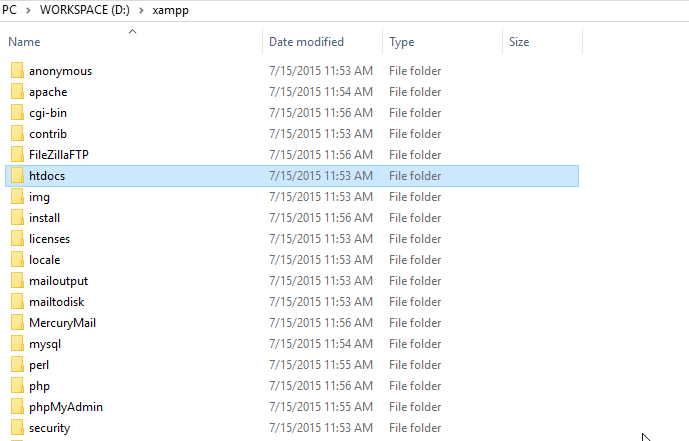 PC > WORKSPACE (D:) > xampp
Name Date modified Type Size
anonymous 7/15/2015 11:53 AM File folder
apache 7/15/2015 11:54 AM File folder
cgi-bin 7/15/2015 11:56 AM File folder
contrib 7/15/2015 11:53 AM File folder
FileZillaFTP 7/15/2015 11:56 AM File folder
htdocs 7/15/2015 11:53 AM File folder
img 7/15/2015 11:53 AM File folder
install 7/15/2015 11:56 AM File folder
licenses 7/15/2015 11:53 AM File folder
locale 7/15/2015 11:53 AM File folder
mailoutput 7/15/2015 11:53 AM File folder
mailtodisk 7/15/2015 11:53 AM File folder
MercuryMail 7/15/2015 11:56 AM File folder
mysql 7/15/2015 11:54 AM File folder
perl 7/15/2015 11:55 AM File folder
php 7/15/2015 11:56 AM File folder
phpMyAdmin 7/15/2015 11:55 AM File folder
security 7/15/2015 11:53 AM File folder